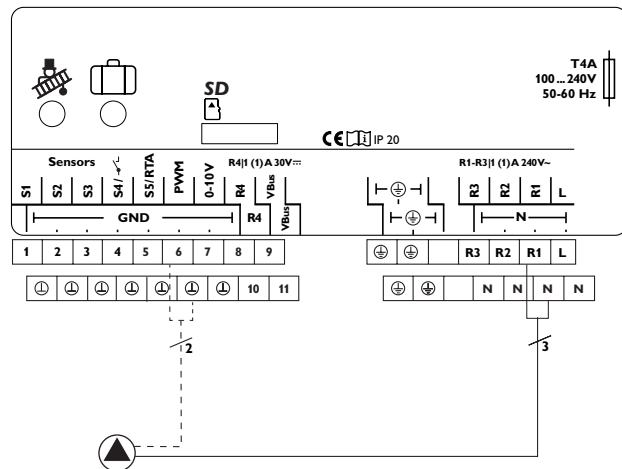 SD
T4A
100 ... 240V
50-60 Hz
CE i IP 20
Sensors
R4|1 (1) A 30V
R1-R3|1 (1) A 240V~
S1 S2 S3 S4/ S5/RTA PWM 0-10 V R4 VBus
R3 R2 R1 L
GND R4 VBus
N
1 2 3 4 5 6 7 8 9
R3 R2 R1 L
10 11
N N N N
2
3